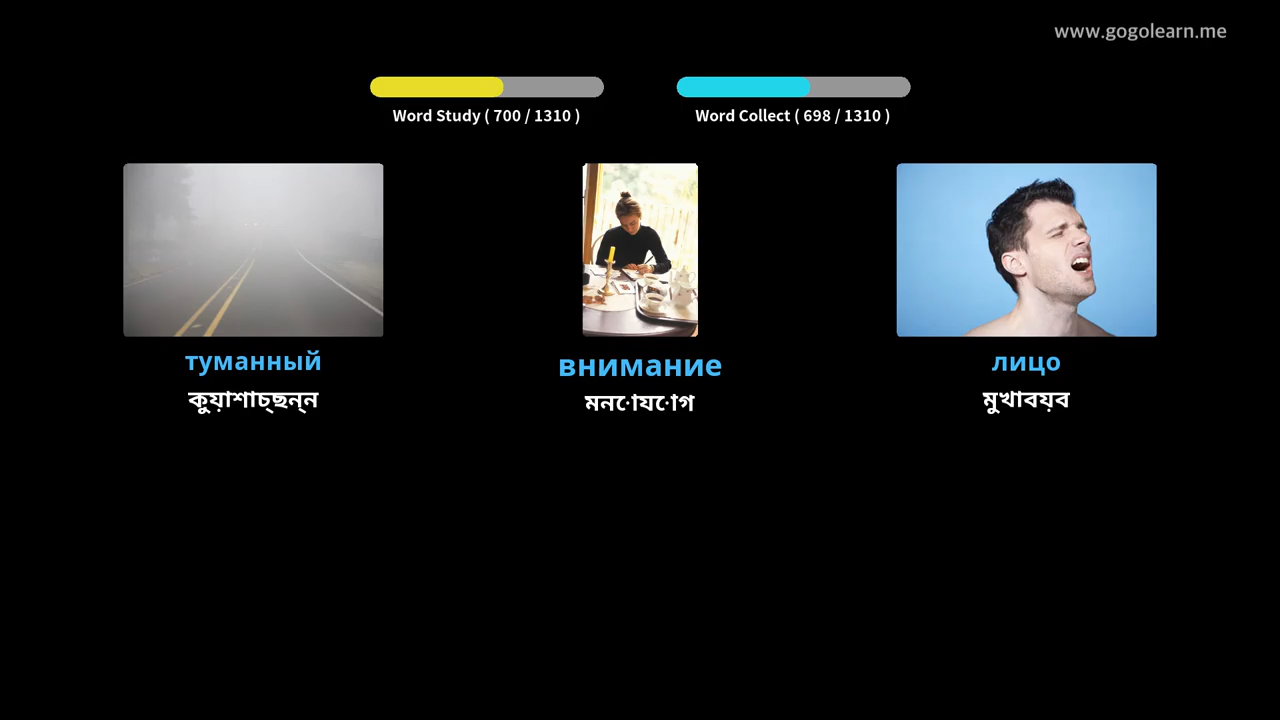 www.gogolearn.me
Word Study ( 700 / 1310 )
Word Collect ( 698 / 1310 )
туманный
внимание
лицо
কুয়াশাচ্ছন্ন
মনোযোগ
মুখাবয়ব